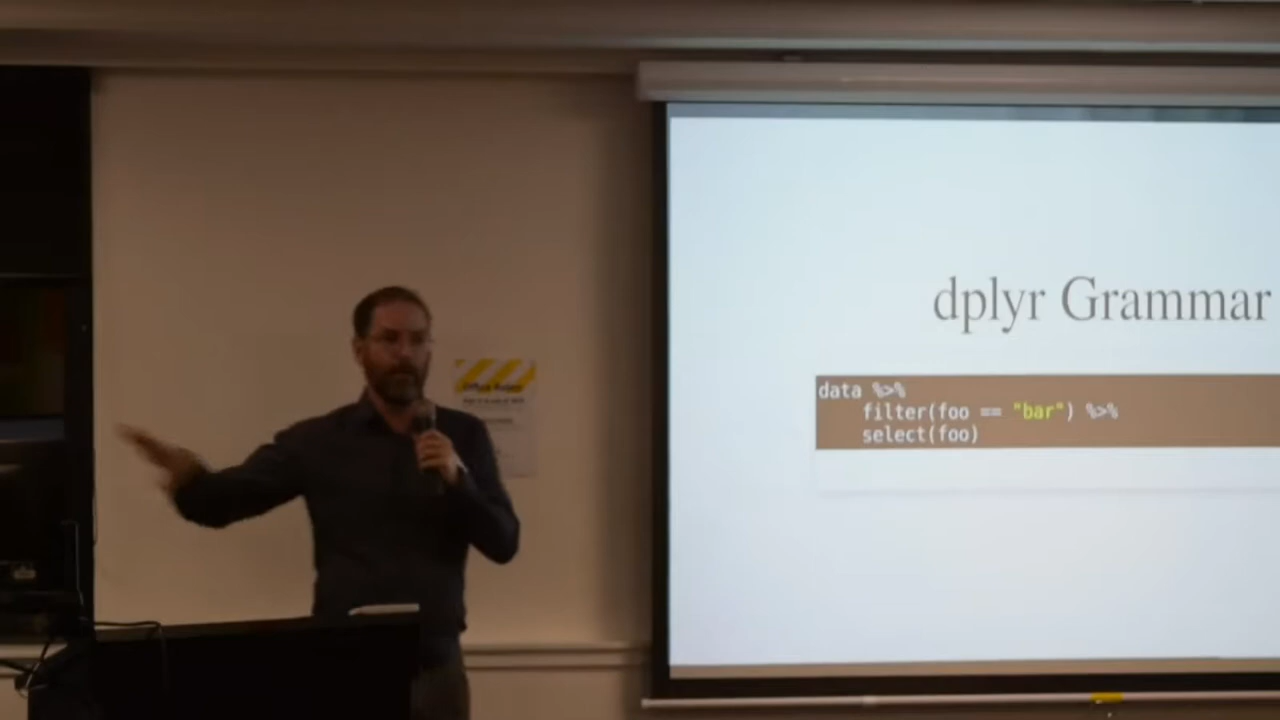 dplyr Grammar
data %>%
    filter(foo == "bar") %>%
    select(foo)